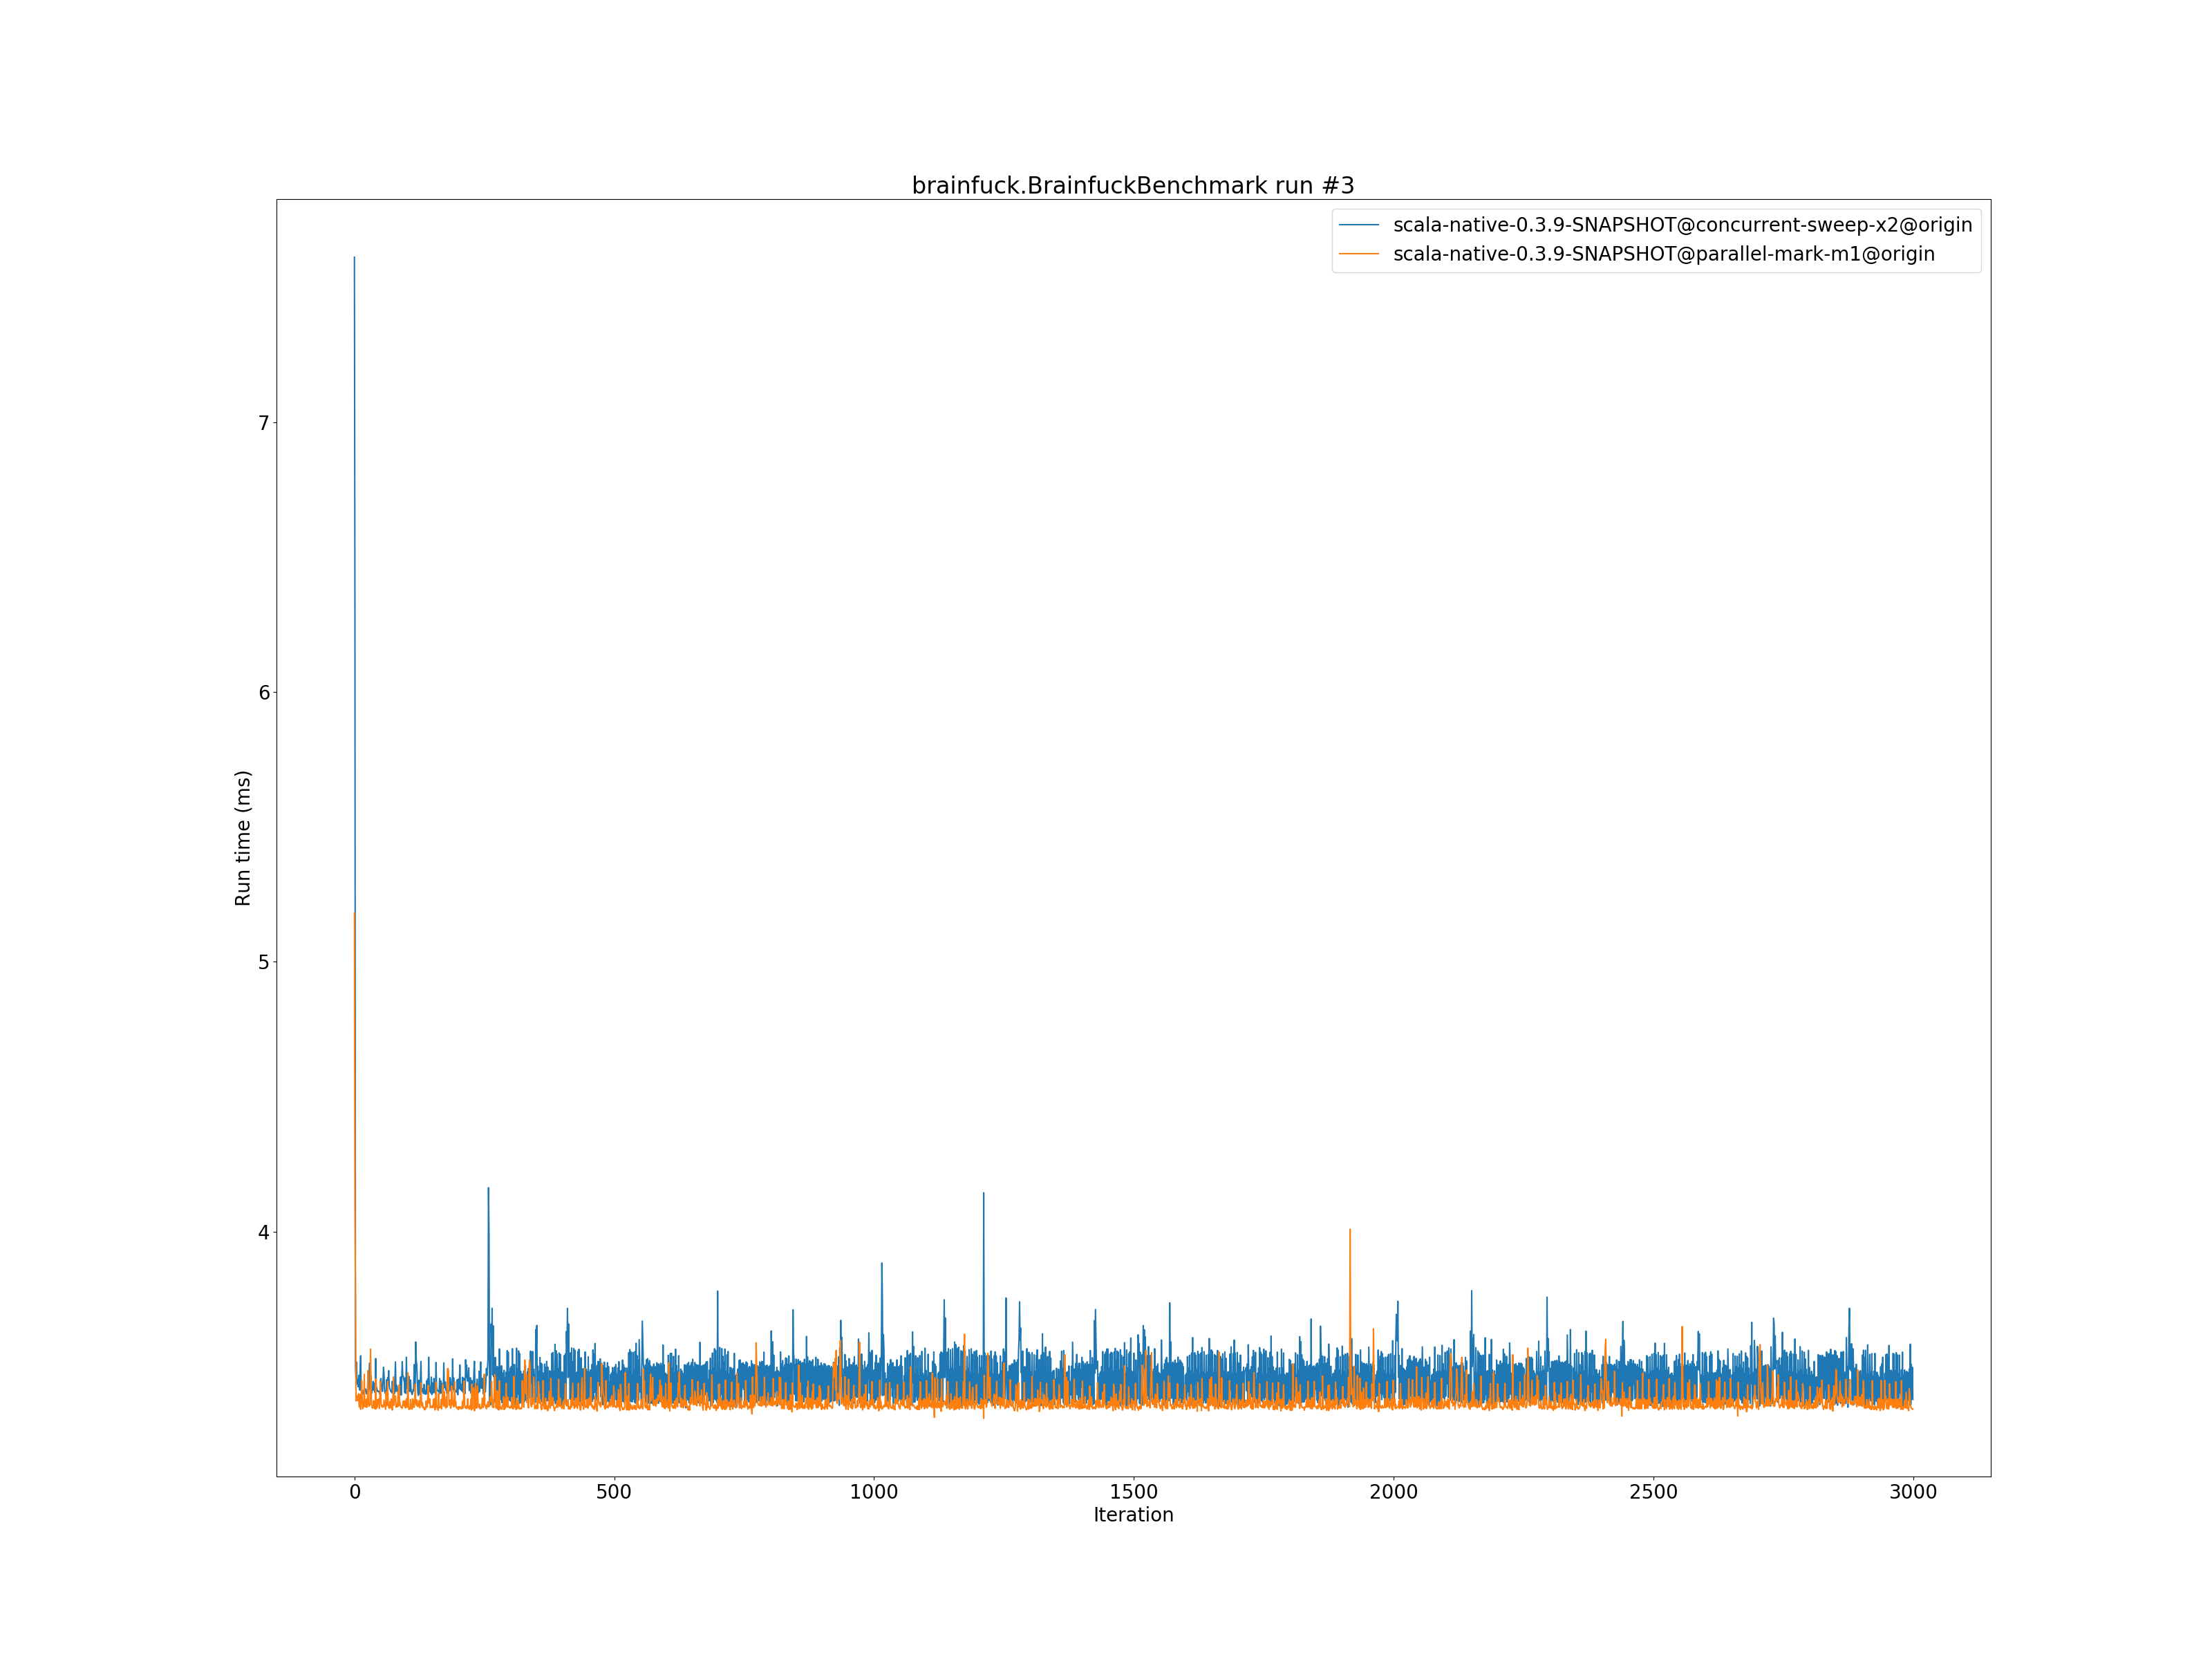 brainfuck.BrainfuckBenchmark run #3
scala-native-0.3.9-SNAPSHOT@concurrent-sweep-x2@origin
scala-native-0.3.9-SNAPSHOT@parallel-mark-m1@origin
7
6
5
4
Run time (ms)
0 500 1000 1500 2000 2500 3000
Iteration